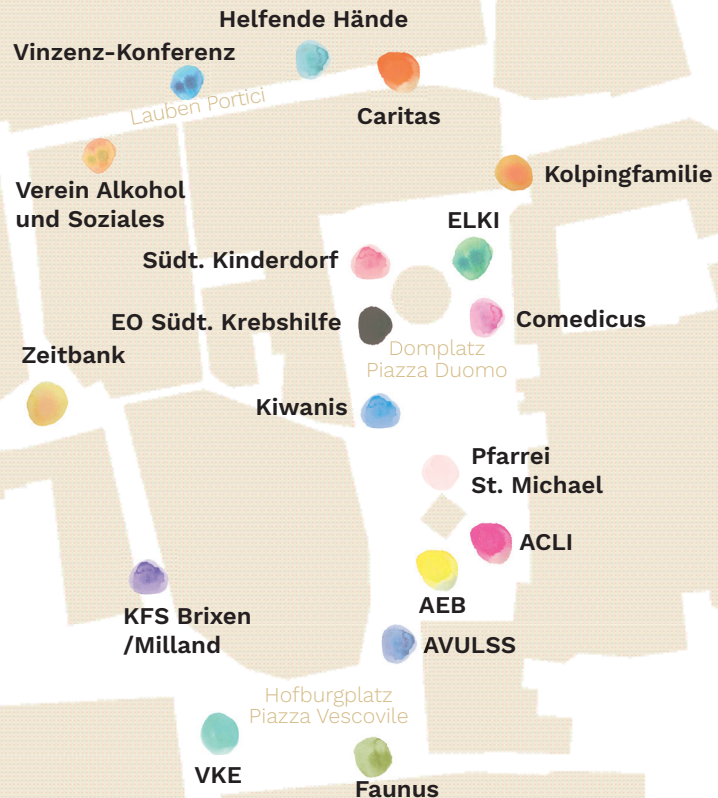 Helfende Hände
Vinzenz-Konferenz
Lauben Portici
Caritas
Verein Alkohol
und Soziales
Kolpingfamilie
ELKI
Südt. Kinderdorf
EO Südt. Krebshilfe
Comedicus
Domplatz
Piazza Duomo
Zeitbank
Kiwanis
Pfarrei
St. Michael
ACLI
AEB
KFS Brixen
/Milland
AVULSS
Hofburgplatz
Piazza Vescovile
VKE
Faunus